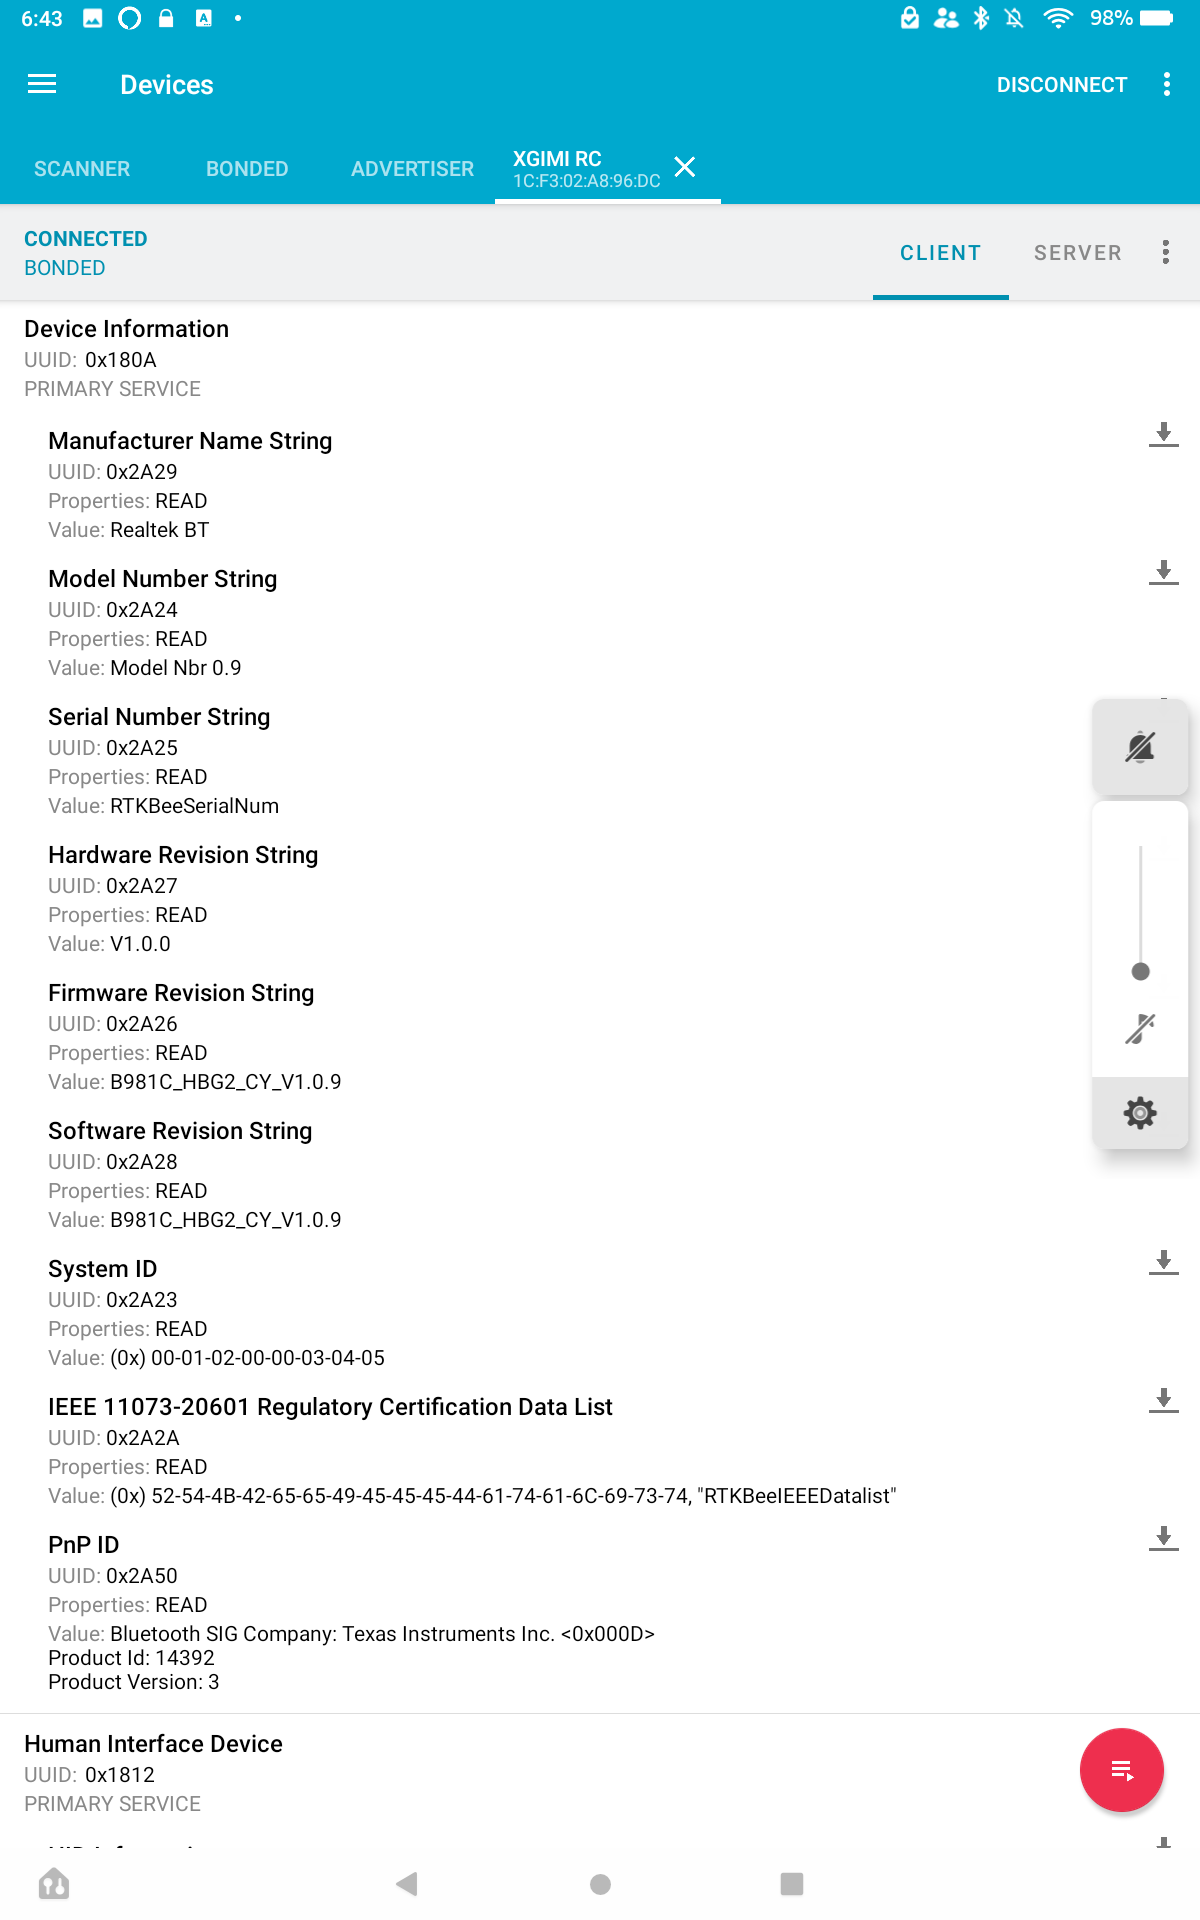 6:43
98%
Devices
DISCONNECT
SCANNER
BONDED
ADVERTISER
XGIMI RC
1C:F3:02:A8:96:DC
CONNECTED
BONDED
CLIENT
SERVER
Device Information
UUID: 0x180A
PRIMARY SERVICE
Manufacturer Name String
UUID: 0x2A29
Properties: READ
Value: Realtek BT
Model Number String
UUID: 0x2A24
Properties: READ
Value: Model Nbr 0.9
Serial Number String
UUID: 0x2A25
Properties: READ
Value: RTKBeeSerialNum
Hardware Revision String
UUID: 0x2A27
Properties: READ
Value: V1.0.0
Firmware Revision String
UUID: 0x2A26
Properties: READ
Value: B981C_HBG2_CY_V1.0.9
Software Revision String
UUID: 0x2A28
Properties: READ
Value: B981C_HBG2_CY_V1.0.9
System ID
UUID: 0x2A23
Properties: READ
Value: (0x) 00-01-02-00-00-03-04-05
IEEE 11073-20601 Regulatory Certification Data List
UUID: 0x2A2A
Properties: READ
Value: (0x) 52-54-4B-42-65-65-49-45-45-45-44-61-74-61-6C-69-73-74, "RTKBeeIEEEDatalist"
PnP ID
UUID: 0x2A50
Properties: READ
Value: Bluetooth SIG Company: Texas Instruments Inc. <0x000D>
Product Id: 14392
Product Version: 3
Human Interface Device
UUID: 0x1812
PRIMARY SERVICE